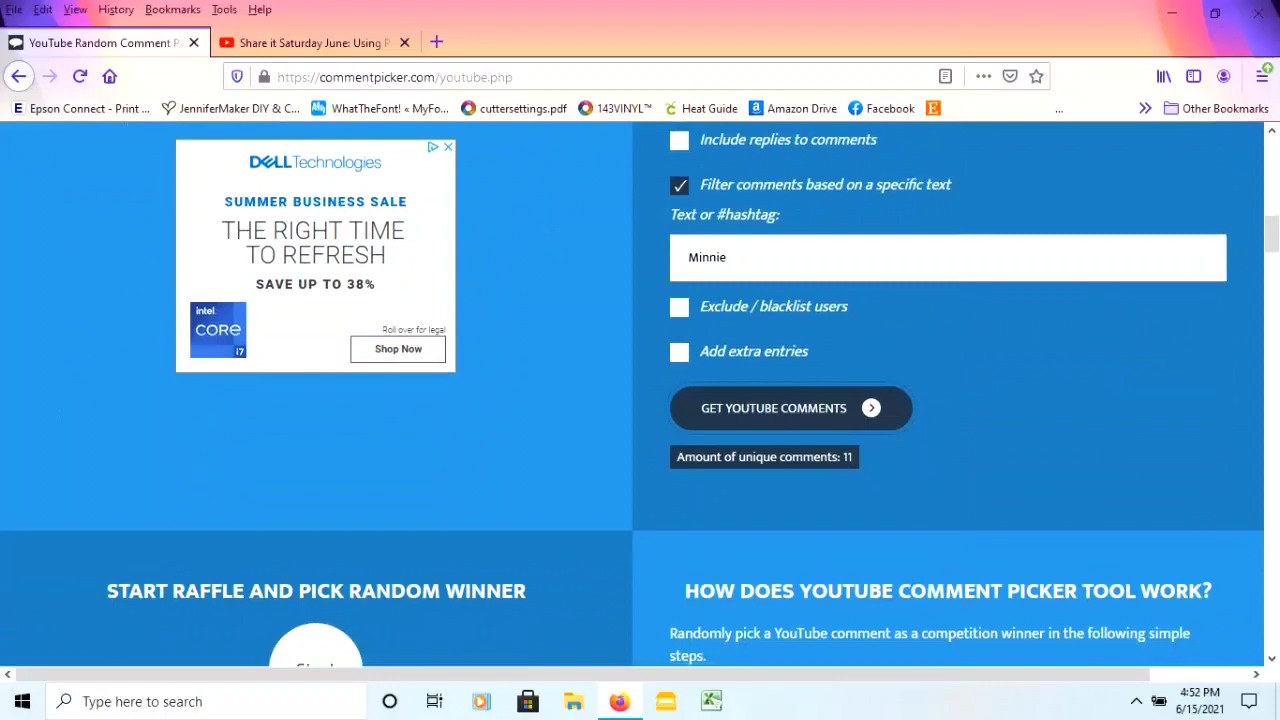 File Edit View History Bookmarks Tools Help
YouTube Random Comment P
Share it Saturday June: Using P
https://commentpicker.com/youtube.php
Epson Connect - Print ...
JenniferMaker DIY & C...
WhatTheFont! « MyFo...
cuttersettings.pdf
143VINYL™
Heat Guide
Amazon Drive
Facebook
E
...
Other Bookmarks
DELLTechnologies
SUMMER BUSINESS SALE
THE RIGHT TIME
TO REFRESH
SAVE UP TO 38%
intel
CORE
i7
Roll over for legal
Shop Now
Include replies to comments
Filter comments based on a specific text
Text or #hashtag:
Minnie
Exclude / blacklist users
Add extra entries
GET YOUTUBE COMMENTS
Amount of unique comments: 11
START RAFFLE AND PICK RANDOM WINNER
HOW DOES YOUTUBE COMMENT PICKER TOOL WORK?
Randomly pick a YouTube comment as a competition winner in the following simple
steps.
Type here to search
4:52 PM
6/15/2021